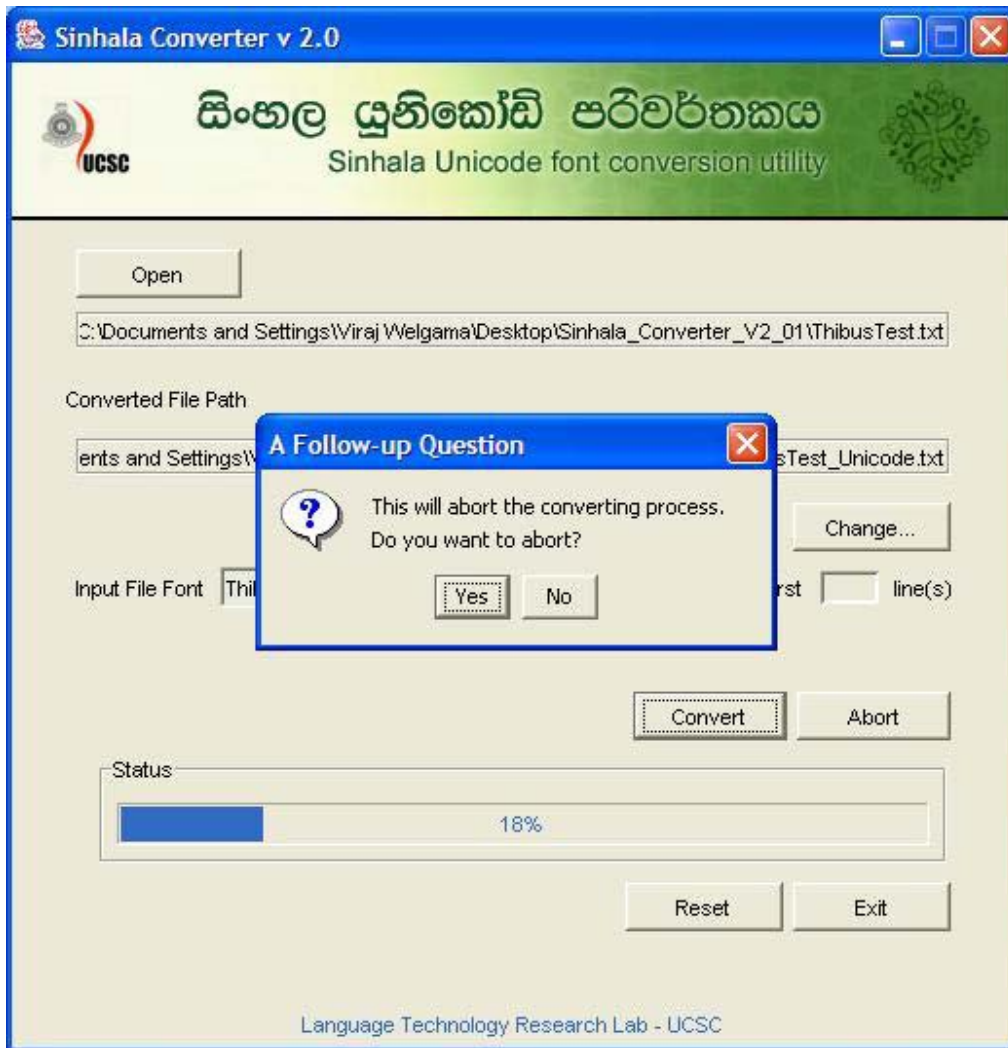 Sinhala Converter v 2.0
UCSC
සිංහල යුනිකෝඩ් පරිවර්තකය
Sinhala Unicode font conversion utility
Open
C:\Documents and Settings\Viraj Welgama\Desktop\Sinhala_Converter_V2_01\ThibusTest.txt
Converted File Path
ents and Settings\
sTest_Unicode.txt
A Follow-up Question
This will abort the converting process.
Do you want to abort?
Yes No
Change...
Input File Font
line(s)
Convert Abort
Status
18%
Reset Exit
Language Technology Research Lab - UCSC